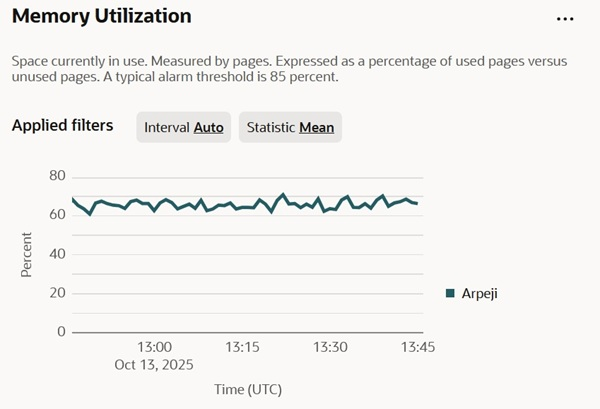 Memory Utilization
Space currently in use. Measured by pages. Expressed as a percentage of used pages versus
unused pages. A typical alarm threshold is 85 percent.
Applied filters
Interval Auto
Statistic Mean
80
60
40
20
0
Percent
13:00
13:15
13:30
13:45
Oct 13, 2025
Time (UTC)
Arpeji